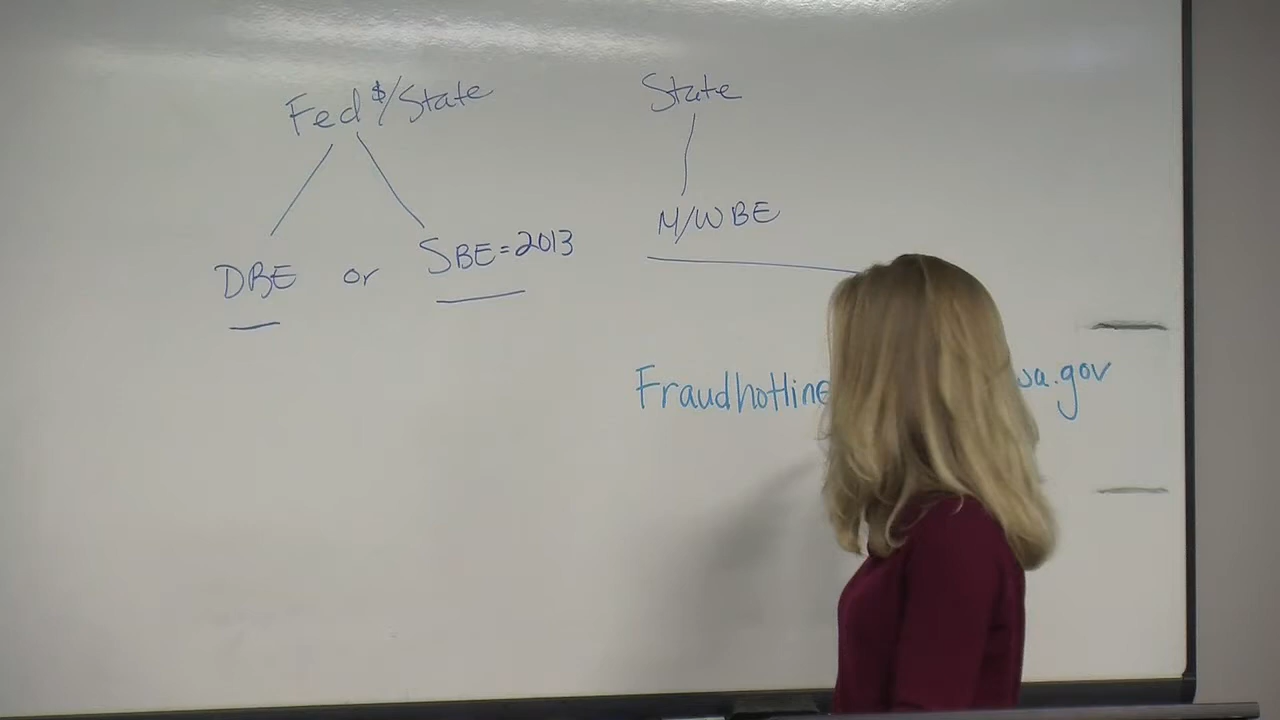 Fed $/State
State
DBE or SBE=2013
M/WBE
Fraudhotline
wa.gov